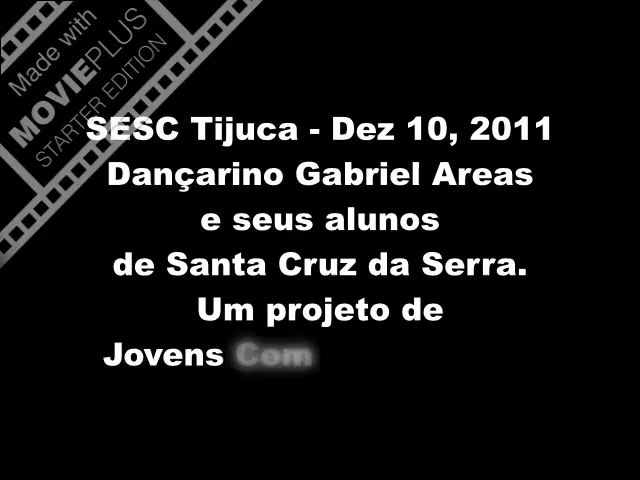 Made with
MOVIEPLUS
STARTER EDITION
SESC Tijuca - Dez 10, 2011
Dançarino Gabriel Areas
e seus alunos
de Santa Cruz da Serra.
Um projeto de
Jovens Com